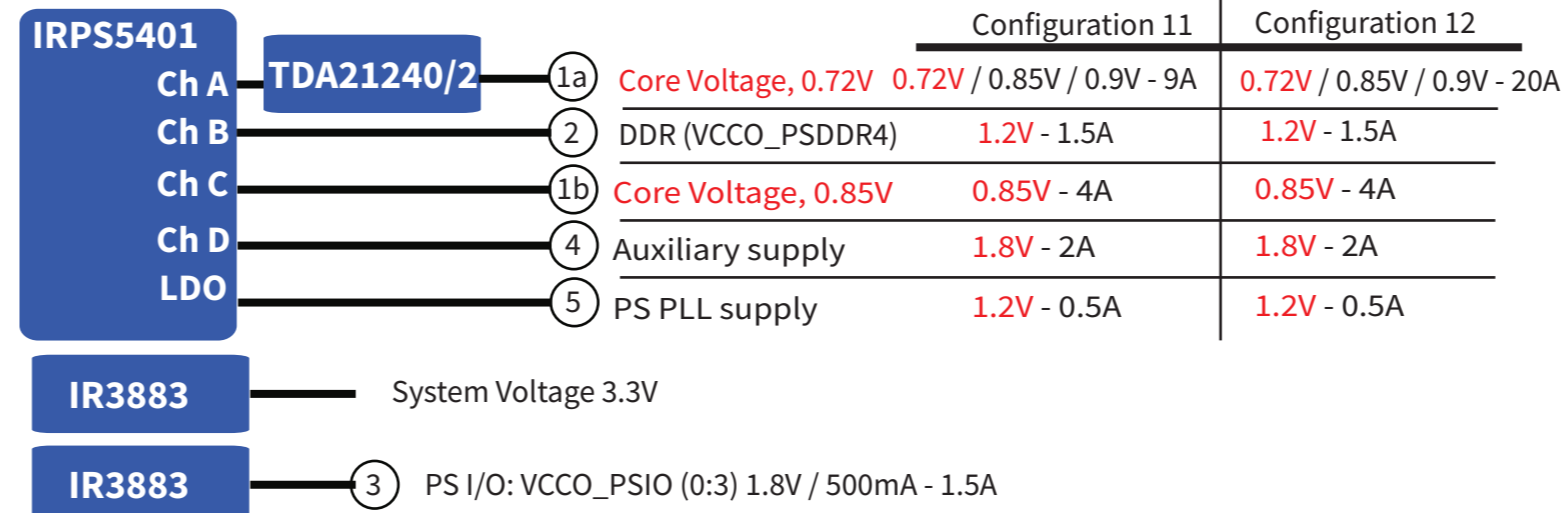 Configuration 11 Configuration 12
IRPS5401
Ch A TDA21240/2 1a Core Voltage, 0.72V 0.72V / 0.85V / 0.9V - 9A 0.72V / 0.85V / 0.9V - 20A
Ch B 2 DDR (VCCO_PSDDR4) 1.2V - 1.5A 1.2V - 1.5A
Ch C 1b Core Voltage, 0.85V 0.85V - 4A 0.85V - 4A
Ch D 4 Auxiliary supply 1.8V - 2A 1.8V - 2A
LDO 5 PS PLL supply 1.2V - 0.5A 1.2V - 0.5A
IR3883 System Voltage 3.3V
IR3883 3 PS I/O: VCCO_PSIO (0:3) 1.8V / 500mA - 1.5A